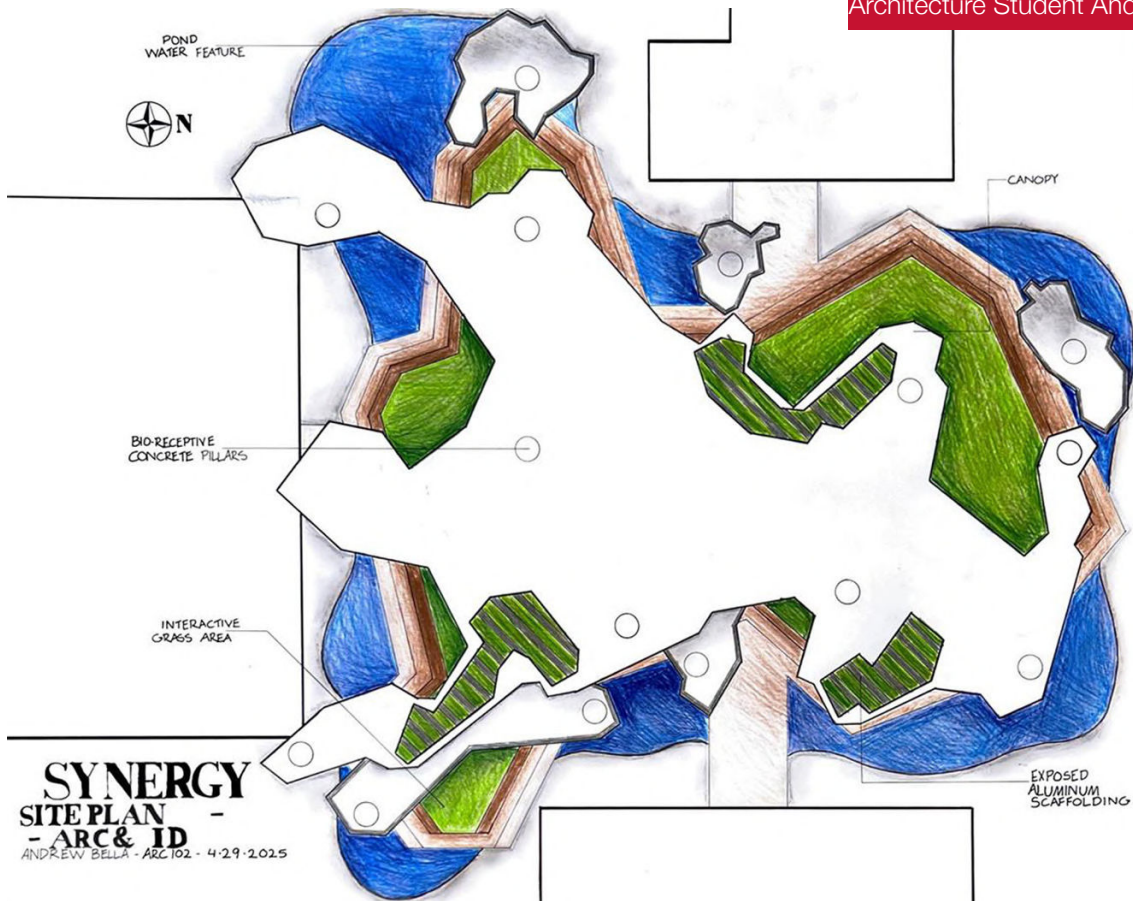 Architecture Student And
POND
WATER FEATURE
N
CANOPY
BIO-RECEPTIVE
CONCRETE PILLARS
INTERACTIVE
GRASS AREA
EXPOSED
ALUMINUM
SCAFFOLDING
SYNERGY
SITE PLAN -
- ARC & ID
ANDREW BELLA - ARC 102 - 4-29-2025